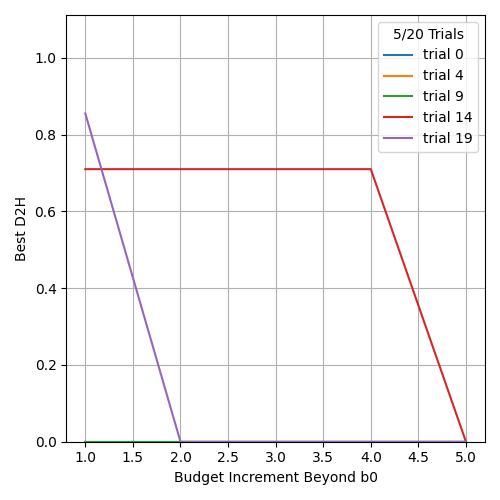 5/20 Trials
trial 0
trial 4
trial 9
trial 14
trial 19
Best D2H
1.0
0.8
0.6
0.4
0.2
0.0
1.0 1.5 2.0 2.5 3.0 3.5 4.0 4.5 5.0
Budget Increment Beyond b0